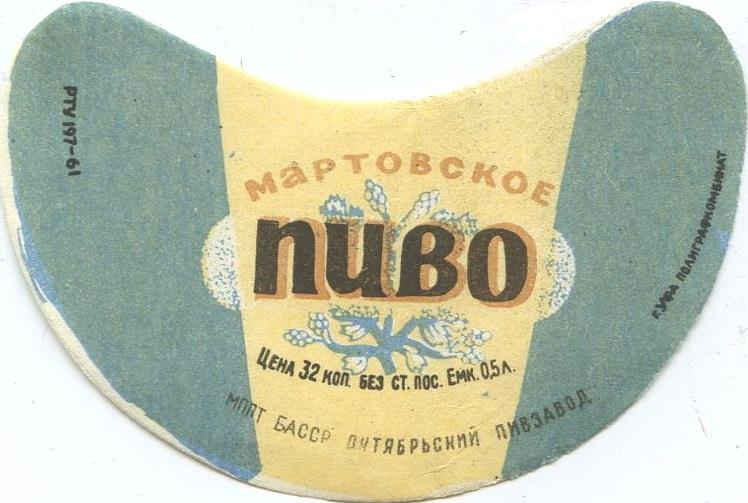 РТУ 197-61
МАРТОВСКОЕ
ПИВО
ЦЕНА 32 КОП. БЕЗ СТ. ПОС. ЕМК. 0,5 Л.
МППТ БАССР ОКТЯБРЬСКИЙ ПИВЗАВОД
Г. УФА ПОЛИГРАФКОМБИНАТ